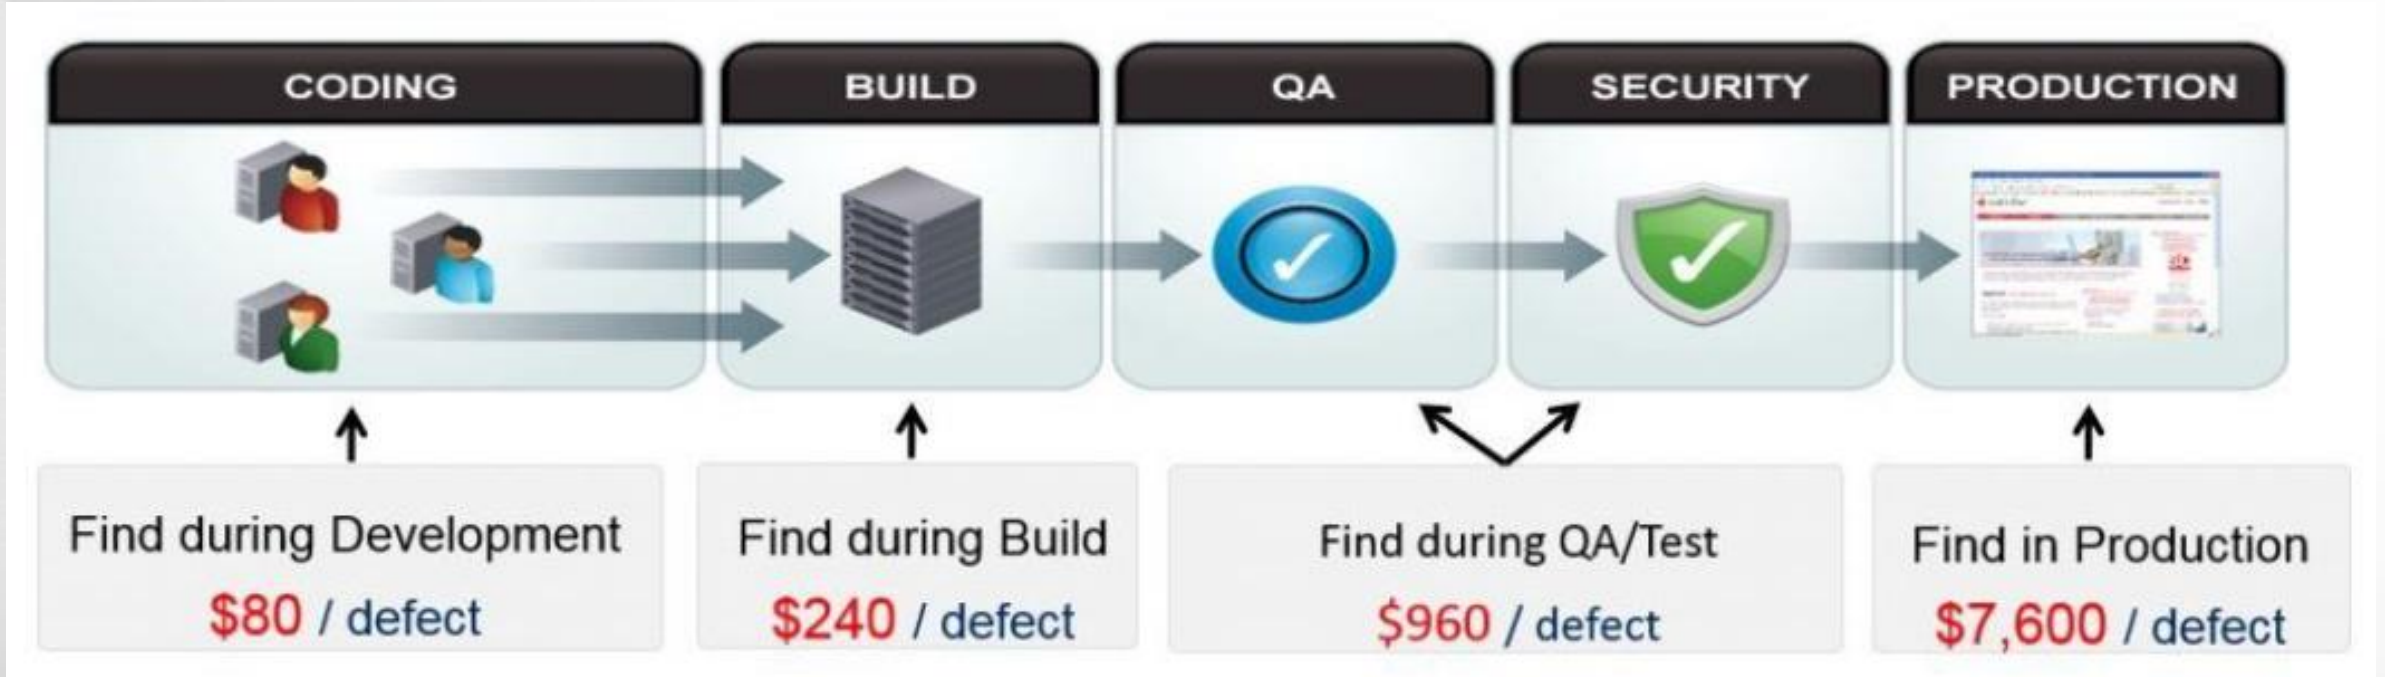 CODING
BUILD
QA
SECURITY
PRODUCTION
Find during Development
$80 / defect
Find during Build
$240 / defect
Find during QA/Test
$960 / defect
Find in Production
$7,600 / defect